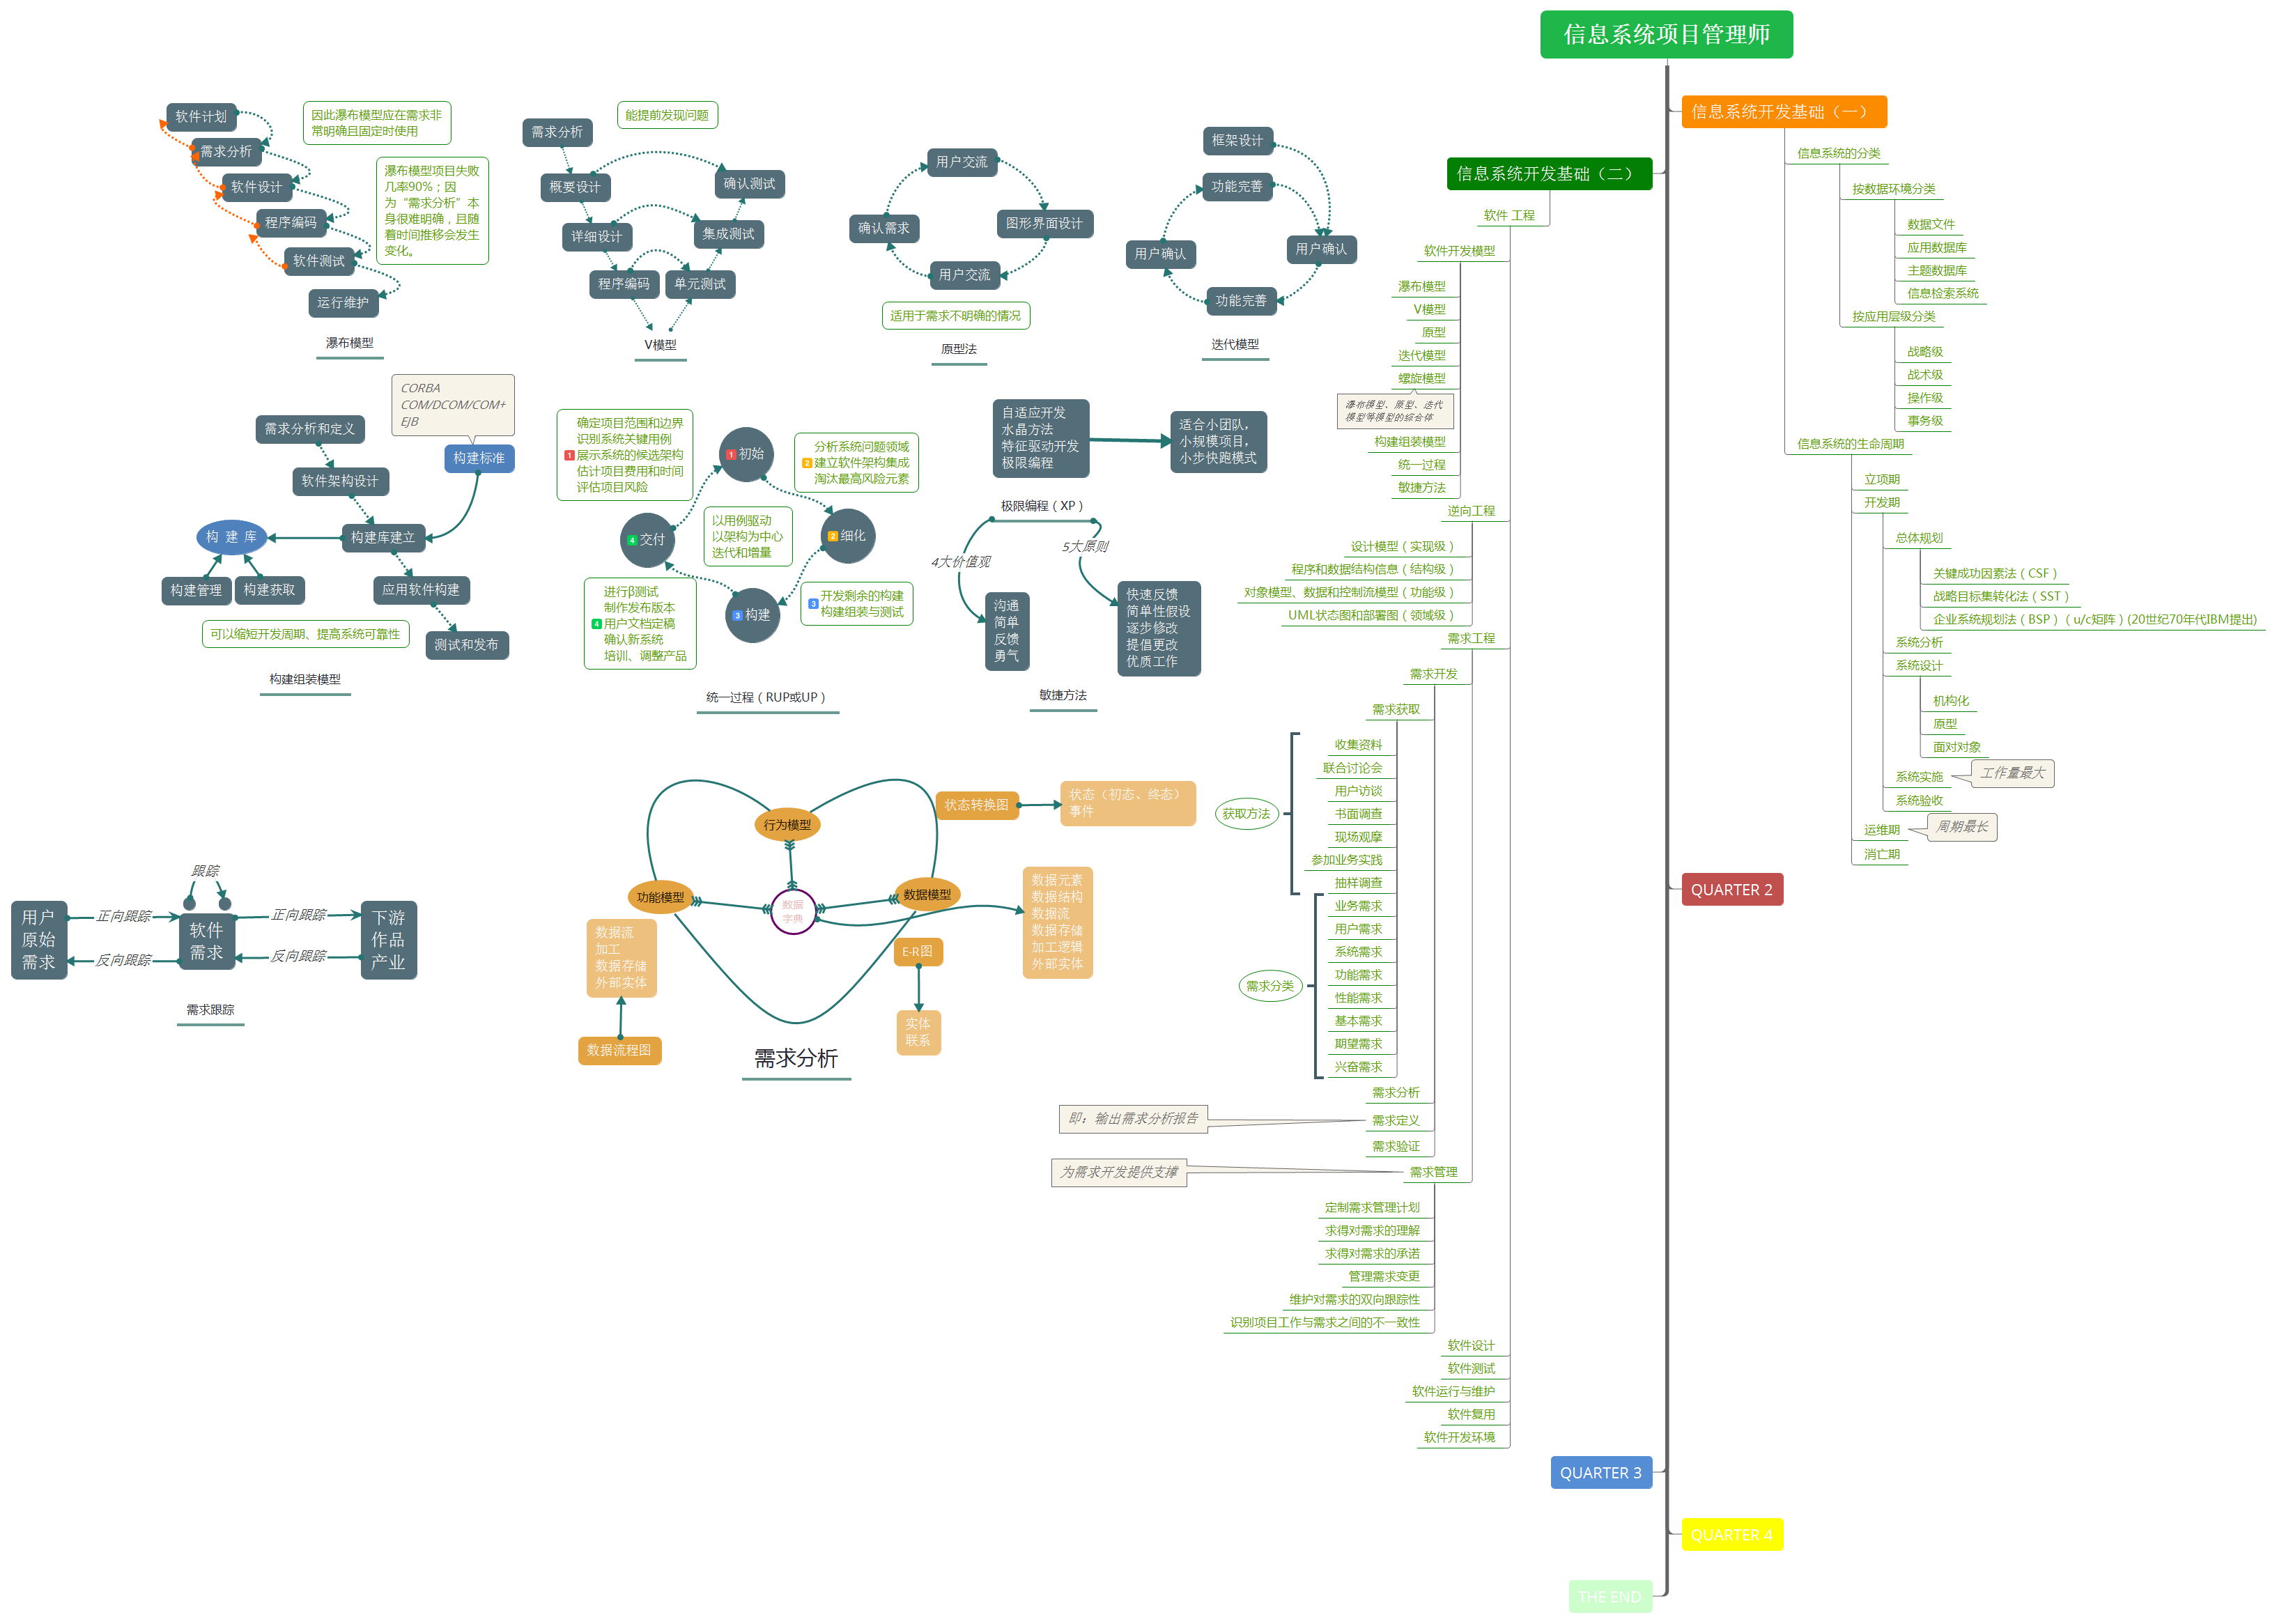 信息系统项目管理师
信息系统开发基础（一）
信息系统的分类
按数据环境分类
数据文件
应用数据库
主题数据库
信息检索系统
按应用层级分类
战略级
战术级
操作级
事务级
信息系统的生命周期
立项期
开发期
总体规划
关键成功因素法（CSF）
战略目标集转化法（SST）
企业系统规划法（BSP）（u/c矩阵）(20世纪70年代IBM提出)
系统分析
系统设计
机构化
原型
面对对象
系统实施
工作量最大
系统验收
运维期
周期最长
消亡期
信息系统开发基础（二）
软件 工程
软件开发模型
瀑布模型
V模型
原型
迭代模型
螺旋模型
瀑布模型、原型、迭代
模型等模型的综合体
构建组装模型
统一过程
敏捷方法
逆向工程
设计模型（实现级）
程序和数据结构信息（结构级）
对象模型、数据和控制流模型（功能级）
UML状态图和部署图（领域级）
需求工程
需求开发
需求获取
获取方法
收集资料
联合讨论会
用户访谈
书面调查
现场观摩
参加业务实践
抽样调查
需求分类
业务需求
用户需求
系统需求
功能需求
性能需求
基本需求
期望需求
兴奋需求
需求分析
需求定义
即：输出需求分析报告
需求验证
需求管理
为需求开发提供支撑
定制需求管理计划
求得对需求的理解
求得对需求的承诺
管理需求变更
维护对需求的双向跟踪性
识别项目工作与需求之间的不一致性
软件设计
软件测试
软件运行与维护
软件复用
软件开发环境
QUARTER 2
QUARTER 3
QUARTER 4
THE END
软件计划
需求分析
软件设计
程序编码
软件测试
运行维护
因此瀑布模型应在需求非
常明确且固定时使用
瀑布模型项目失败
几率90%；因
为“需求分析”本
身很难明确，且随
着时间推移会发生
变化。
瀑布模型
能提前发现问题
需求分析
概要设计
详细设计
程序编码
单元测试
集成测试
确认测试
V模型
用户交流
图形界面设计
用户交流
确认需求
适用于需求不明确的情况
原型法
框架设计
功能完善
用户确认
用户确认
功能完善
迭代模型
CORBA
COM/DCOM/COM+
EJB
构建标准
需求分析和定义
软件架构设计
构建库建立
构 建 库
构建管理
构建获取
应用软件构建
测试和发布
可以缩短开发周期、提高系统可靠性
构建组装模型
确定项目范围和边界
识别系统关键用例
1 展示系统的候选架构
估计项目费用和时间
评估项目风险
1 初始
分析系统问题领域
2 建立软件架构集成
淘汰最高风险元素
2 细化
以用例驱动
以架构为中心
迭代和增量
4 交付
3 构建
3 开发剩余的构建
构建组装与测试
进行β测试
制作发布版本
4 用户文档定稿
确认新系统
培训、调整产品
统一过程（RUP或UP）
自适应开发
水晶方法
特征驱动开发
极限编程
适合小团队，
小规模项目，
小步快跑模式
极限编程（XP）
4大价值观
5大原则
沟通
简单
反馈
勇气
快速反馈
简单性假设
逐步修改
提倡更改
优质工作
敏捷方法
跟踪
用户
原始
需求
正向跟踪
反向跟踪
软件
需求
正向跟踪
反向跟踪
下游
作品
产业
需求跟踪
行为模型
功能模型
数据
字典
数据模型
状态转换图
状态（初态、终态）
事件
数据元素
数据结构
数据流
数据存储
加工逻辑
外部实体
数据流
加工
数据存储
外部实体
数据流程图
E-R图
实体
联系
需求分析